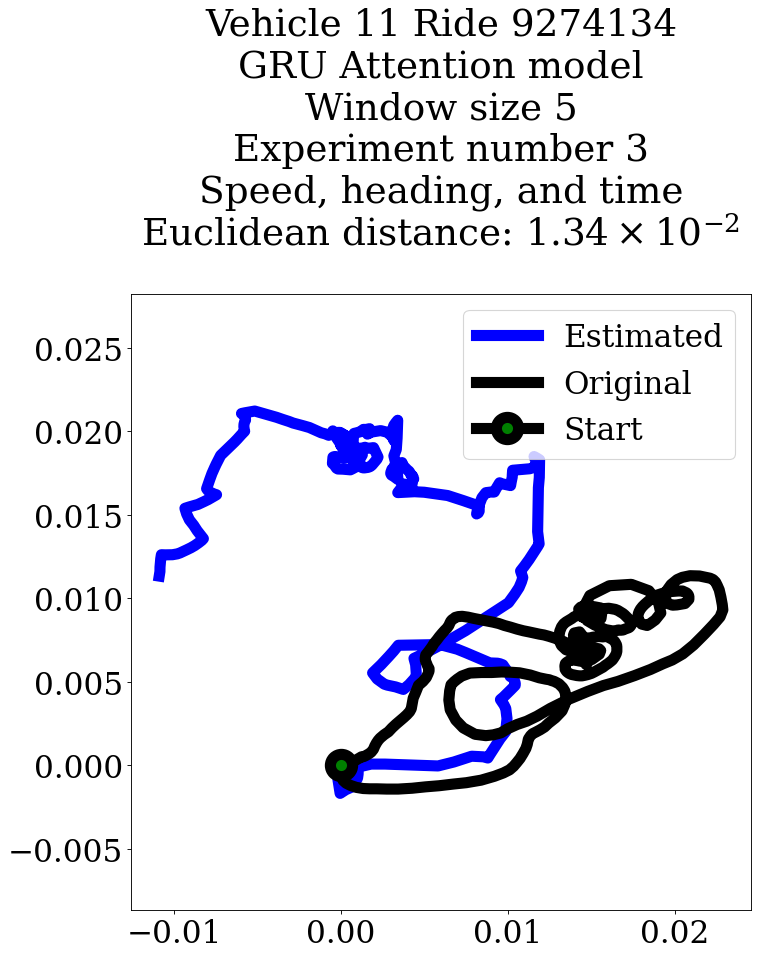 Vehicle 11 Ride 9274134
GRU Attention model
Window size 5
Experiment number 3
Speed, heading, and time
Euclidean distance: 1.34 × 10⁻²
Estimated
Original
Start
0.025
0.020
0.015
0.010
0.005
0.000
−0.005
−0.01
0.00
0.01
0.02